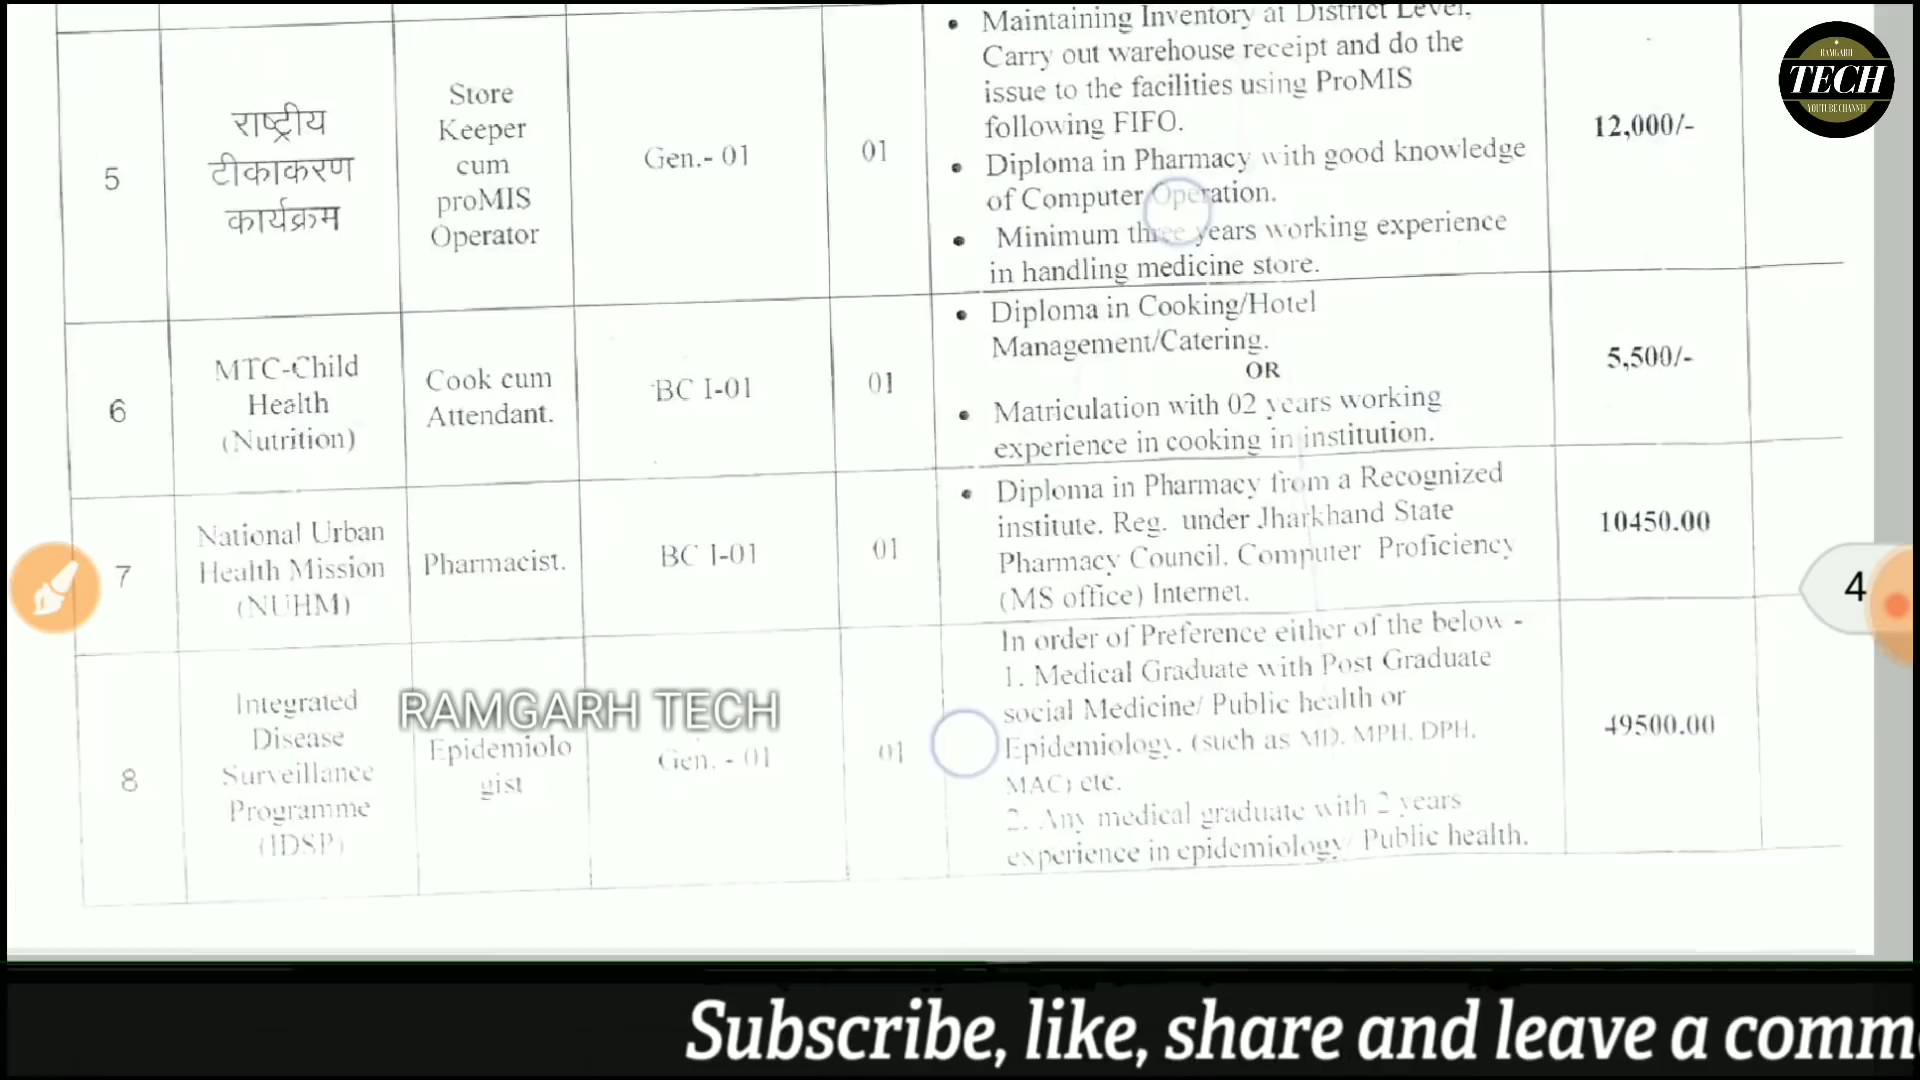 Maintaining Inventory at District Level.
Carry out warehouse receipt and do the
issue to the facilities using ProMIS
following FIFO.
5
राष्ट्रीय
टीकाकरण
कार्यक्रम
Store
Keeper
cum
proMIS
Operator
Gen.- 01
01
• Diploma in Pharmacy with good knowledge
of Computer Operation.
• Minimum three years working experience
in handling medicine store.
12,000/-
6
MTC-Child
Health
(Nutrition)
Cook cum
Attendant.
BC I-01
01
• Diploma in Cooking/Hotel
Management/Catering.
OR
• Matriculation with 02 years working
experience in cooking in institution.
5,500/-
7
National Urban
Health Mission
(NUHM)
Pharmacist.
BC I-01
01
• Diploma in Pharmacy from a Recognized
institute. Reg. under Jharkhand State
Pharmacy Council. Computer Proficiency
(MS office) Internet.
10450.00
8
Integrated
Disease
Surveillance
Programme
(IDSP)
Epidemiolo
gist
Gen. - 01
01
In order of Preference either of the below -
1. Medical Graduate with Post Graduate
social Medicine/ Public health or
Epidemiology. (such as MD. MPH. DPH.
MAC) etc.
2. Any medical graduate with 2 years
experience in epidemiology/ Public health.
49500.00
RAMGARH TECH
RAMGARH
TECH
YOUTUBE CHANNEL
4
Subscribe, like, share and leave a comm